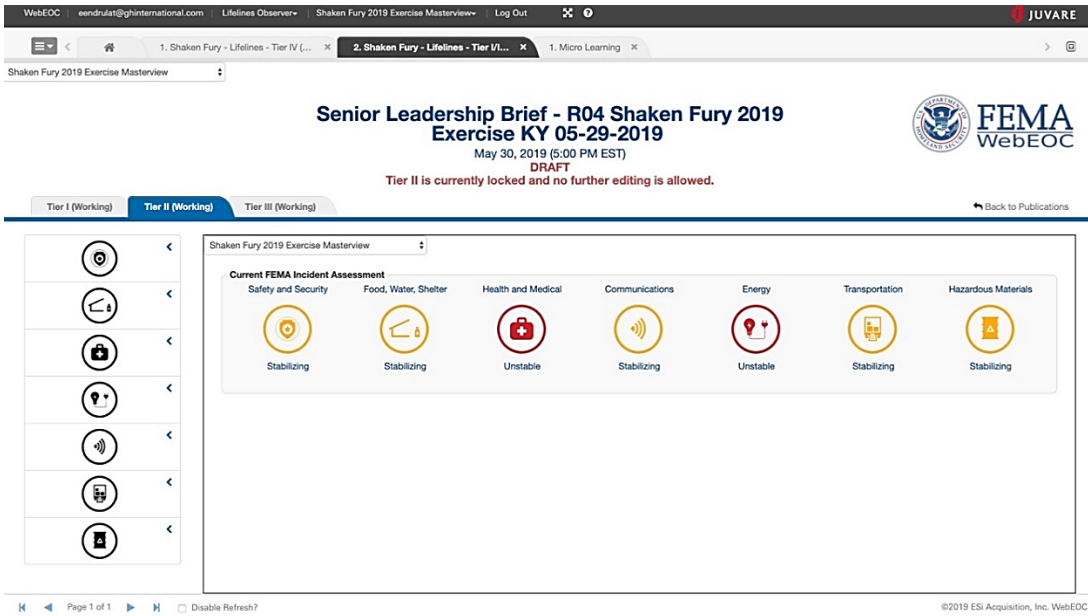 WebEOC eendrulat@ghinternational.com Lifelines Observer Shaken Fury 2019 Exercise Masterview Log Out
JUVARE
1. Shaken Fury - Lifelines - Tier IV (... × 2. Shaken Fury - Lifelines - Tier I/I... × 1. Micro Learning ×
Shaken Fury 2019 Exercise Masterview
Senior Leadership Brief - R04 Shaken Fury 2019
Exercise KY 05-29-2019
May 30, 2019 (5:00 PM EST)
DRAFT
Tier II is currently locked and no further editing is allowed.
U.S. DEPARTMENT OF HOMELAND SECURITY
FEMA
WebEOC
Tier I (Working) Tier II (Working) Tier III (Working) Back to Publications
Shaken Fury 2019 Exercise Masterview
Current FEMA Incident Assessment
Safety and Security Food, Water, Shelter Health and Medical Communications Energy Transportation Hazardous Materials
Stabilizing Stabilizing Unstable Stabilizing Unstable Stabilizing Stabilizing
Page 1 of 1 Disable Refresh? ©2019 ESi Acquisition, Inc. WebEOC